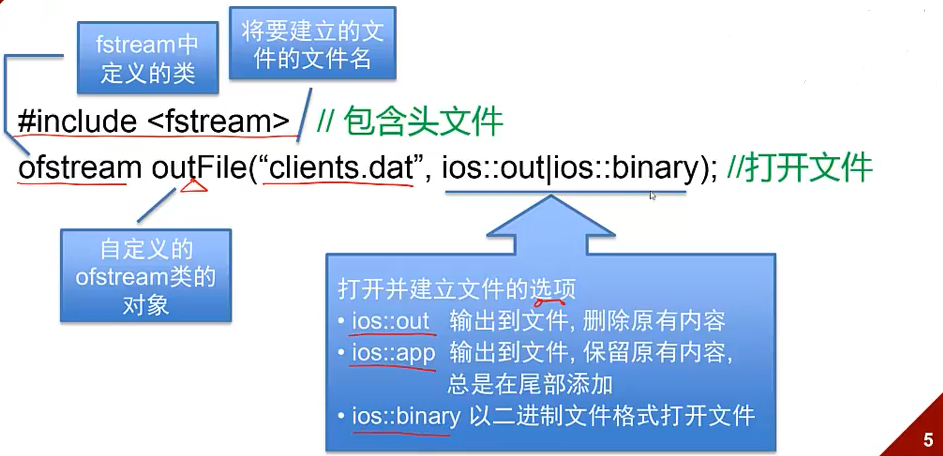 fstream中
定义的类
将要建立的文
件的文件名
#include <fstream> // 包含头文件
ofstream outFile(“clients.dat”, ios::out|ios::binary); //打开文件
自定义的
ofstream类的
对象
打开并建立文件的选项
• ios::out 输出到文件, 删除原有内容
• ios::app 输出到文件, 保留原有内容,
总是在尾部添加
• ios::binary 以二进制文件格式打开文件
5